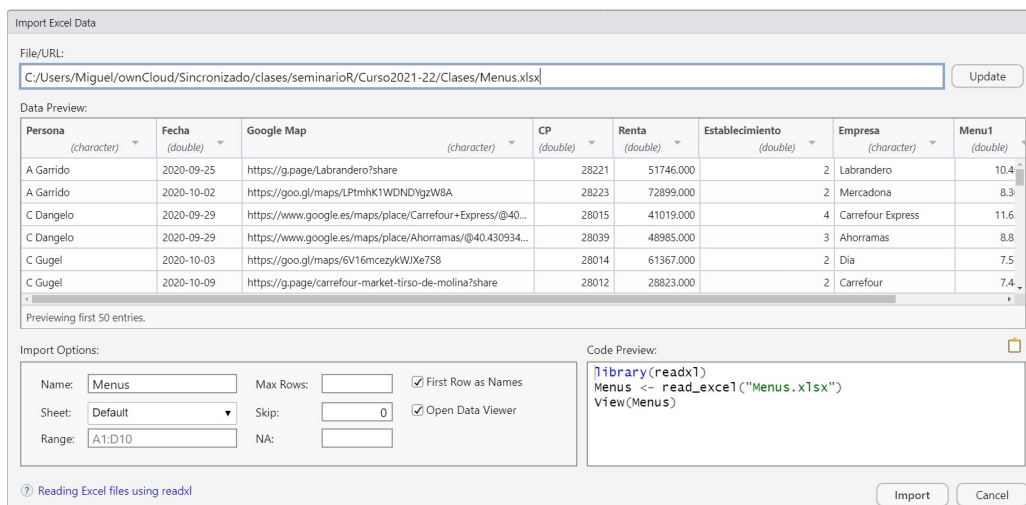 Import Excel Data
File/URL:
C:/Users/Miguel/ownCloud/Sincronizado/clases/seminarioR/Curso2021-22/Clases/Menus.xlsx
Update
Data Preview:
Persona Fecha Google Map CP Renta Establecimiento Empresa Menu1
(character) (double) (character) (double) (double) (double) (character) (double)
A Garrido 2020-09-25 https://g.page/Labrandero?share 28221 51746.000 2 Labrandero 10.4
A Garrido 2020-10-02 https://goo.gl/maps/LPtmhK1WDNDYgzW8A 28223 72899.000 2 Mercadona 8.3
C Dangelo 2020-09-29 https://www.google.es/maps/place/Carrefour+Express/@40... 28015 41019.000 4 Carrefour Express 11.6
C Dangelo 2020-09-29 https://www.google.es/maps/place/Ahorramas/@40.430934... 28039 48985.000 3 Ahorramas 8.8
C Gugel 2020-10-03 https://goo.gl/maps/6V16mcezykWJXe7S8 28014 61367.000 2 Dia 7.5
C Gugel 2020-10-09 https://g.page/carrefour-market-tirso-de-molina?share 28012 28823.000 2 Carrefour 7.4
Previewing first 50 entries.
Import Options:
Name: Menus Max Rows: First Row as Names
Sheet: Default Skip: 0 Open Data Viewer
Range: A1:D10 NA:
Code Preview:
library(readxl)
Menus <- read_excel("Menus.xlsx")
View(Menus)
? Reading Excel files using readxl
Import Cancel